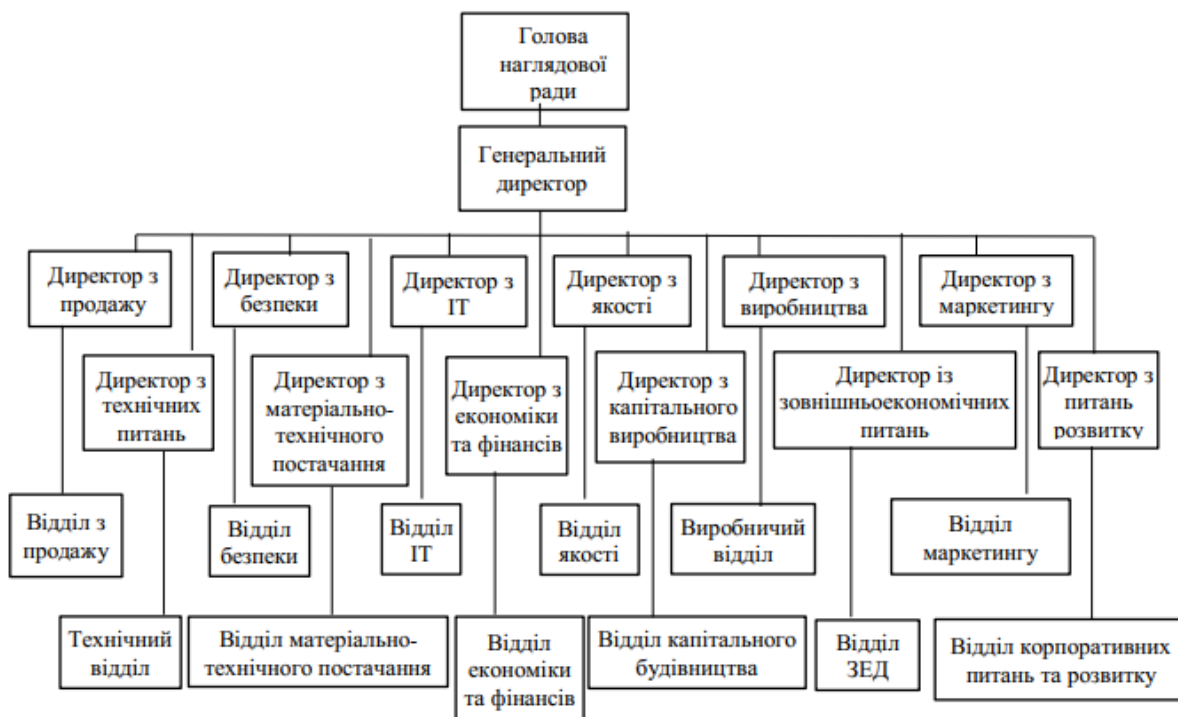 Голова
наглядової
ради
Генеральний
директор
Директор з
продажу
Директор з
безпеки
Директор з
ІТ
Директор з
якості
Директор з
виробництва
Директор з
маркетингу
Директор з
технічних
питань
Директор з
матеріально-
технічного
постачання
Директор з
економіки
та фінансів
Директор з
капітального
виробництва
Директор із
зовнішньоекономічних
питань
Директор з
питань
розвитку
Відділ з
продажу
Відділ
безпеки
Відділ
ІТ
Відділ
якості
Виробничий
відділ
Відділ
маркетингу
Технічний
відділ
Відділ матеріально-
технічного постачання
Відділ
економіки
та фінансів
Відділ капітального
будівництва
Відділ
ЗЕД
Відділ корпоративних
питань та розвитку